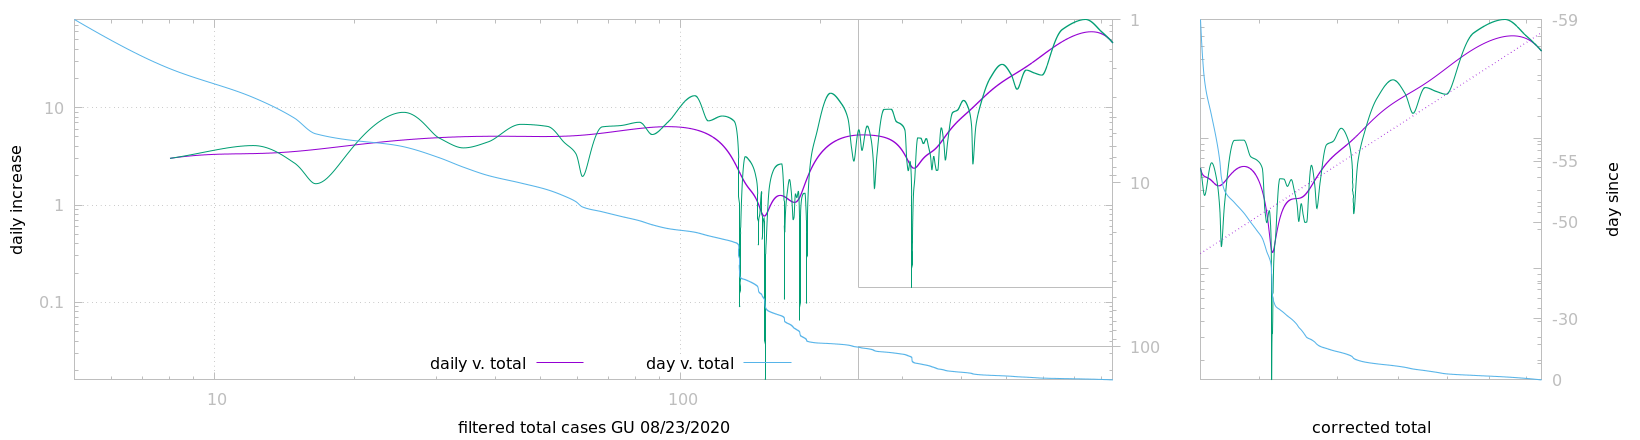 daily increase
10
1
0.1
daily v. total
day v. total
10
100
filtered total cases GU 08/23/2020
1
10
100
-59
-55
-50
-30
0
day since
corrected total